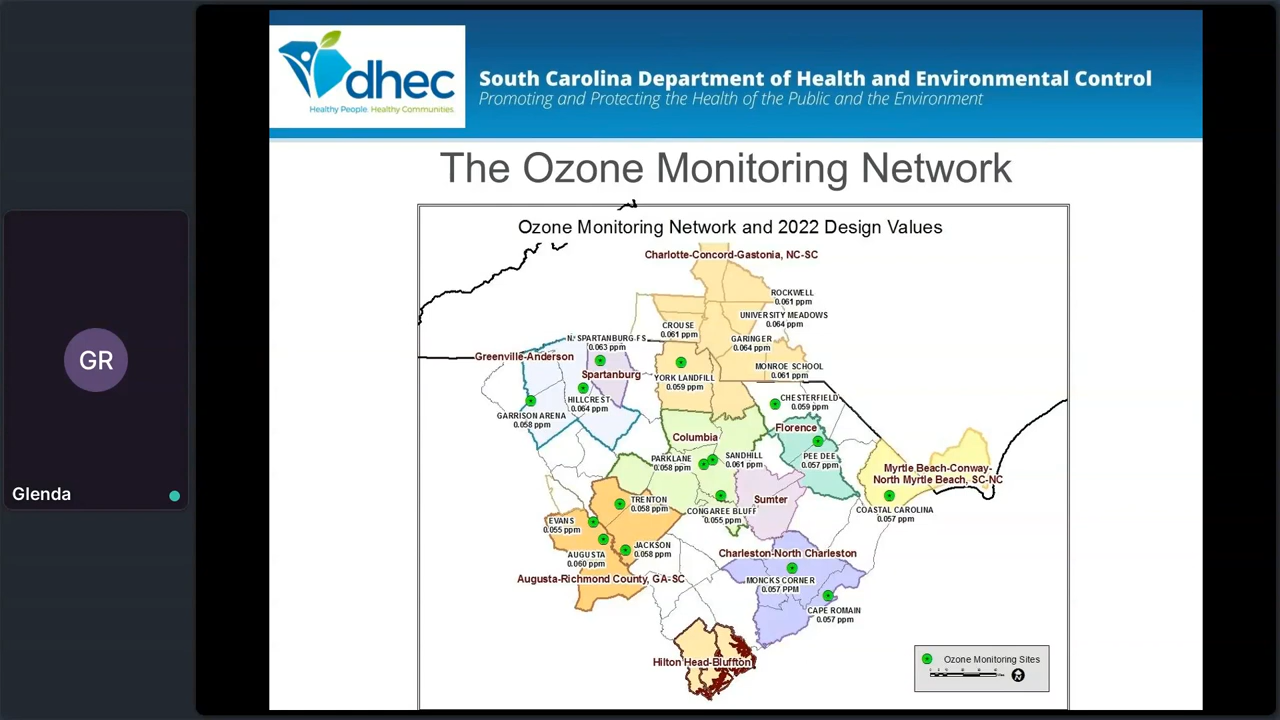 dhec
Healthy People. Healthy Communities.
South Carolina Department of Health and Environmental Control
Promoting and Protecting the Health of the Public and the Environment
The Ozone Monitoring Network
Ozone Monitoring Network and 2022 Design Values
Charlotte-Concord-Gastonia, NC-SC
ROCKWELL
0.061 ppm
UNIVERSITY MEADOWS
0.064 ppm
CROUSE
0.061 ppm
GARINGER
0.064 ppm
N. SPARTANBURG FS
0.063 ppm
Greenville-Anderson
Spartanburg
MONROE SCHOOL
0.061 ppm
YORK LANDFILL
0.059 ppm
HILLCREST
0.064 ppm
CHESTERFIELD
0.059 ppm
GARRISON ARENA
0.058 ppm
Florence
Columbia
PARKLANE
0.058 ppm
SANDHILL
0.061 ppm
PEE DEE
0.057 ppm
Myrtle Beach-Conway-
North Myrtle Beach, SC-NC
GR
Glenda
TRENTON
0.058 ppm
Sumter
CONGAREE BLUFF
0.055 ppm
COASTAL CAROLINA
0.057 ppm
EVANS
0.055 ppm
JACKSON
0.058 ppm
AUGUSTA
0.060 ppm
Charleston-North Charleston
Augusta-Richmond County, GA-SC
MONCKS CORNER
0.057 PPM
CAPE ROMAIN
0.057 ppm
Hilton Head-Bluffton
Ozone Monitoring Sites